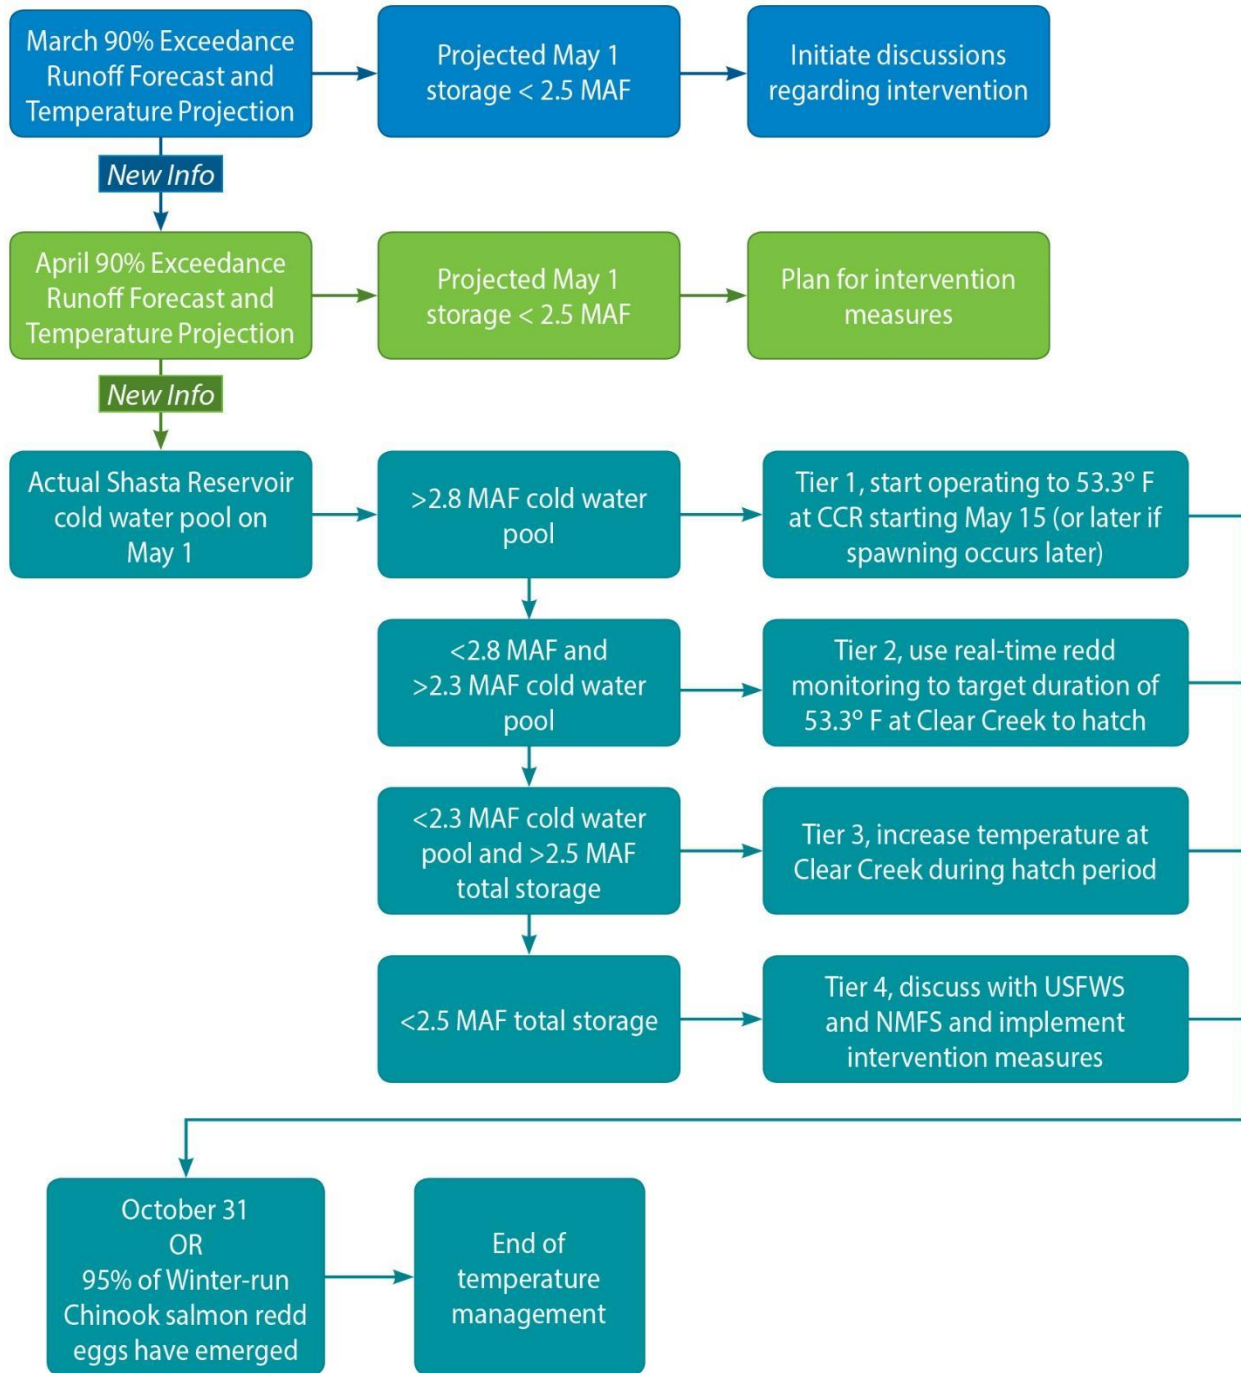 March 90% Exceedance
Runoff Forecast and
Temperature Projection
Projected May 1
storage < 2.5 MAF
Initiate discussions
regarding intervention
New Info
April 90% Exceedance
Runoff Forecast and
Temperature Projection
Projected May 1
storage < 2.5 MAF
Plan for intervention
measures
New Info
Actual Shasta Reservoir
cold water pool on
May 1
>2.8 MAF cold water
pool
Tier 1, start operating to 53.3º F
at CCR starting May 15 (or later if
spawning occurs later)
<2.8 MAF and
>2.3 MAF cold water
pool
Tier 2, use real-time redd
monitoring to target duration of
53.3º F at Clear Creek to hatch
<2.3 MAF cold water
pool and >2.5 MAF
total storage
Tier 3, increase temperature at
Clear Creek during hatch period
<2.5 MAF total storage
Tier 4, discuss with USFWS
and NMFS and implement
intervention measures
October 31
OR
95% of Winter-run
Chinook salmon redd
eggs have emerged
End of
temperature
management